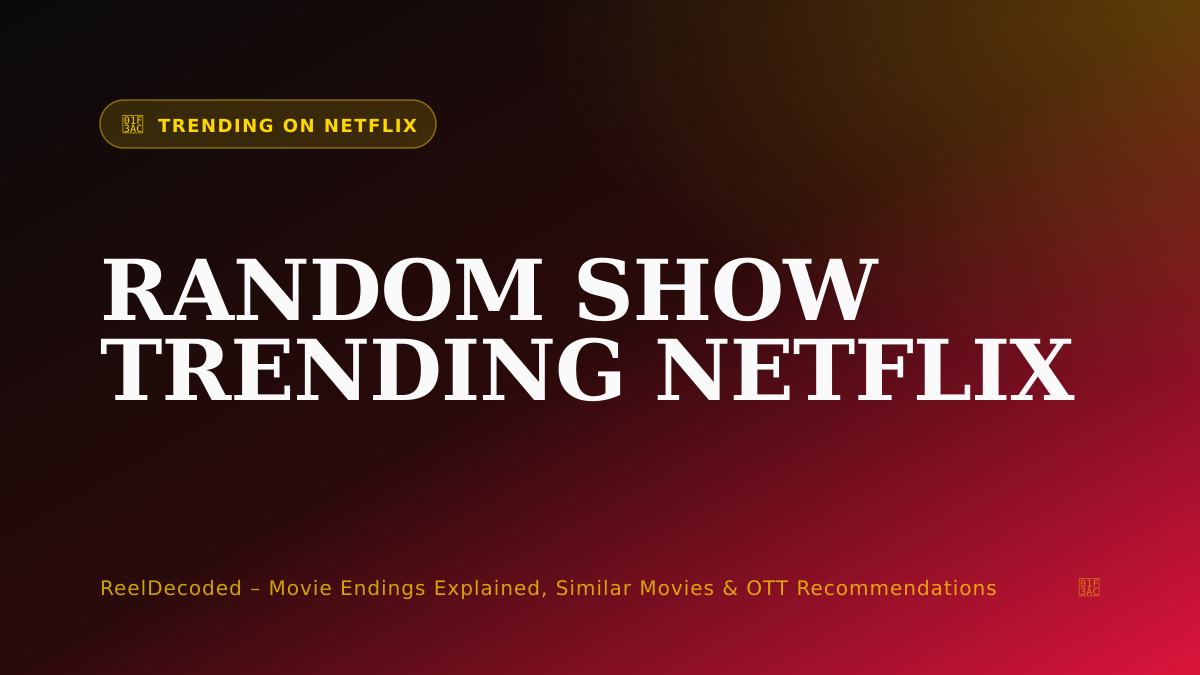 TRENDING ON NETFLIX
RANDOM SHOW
TRENDING NETFLIX
ReelDecoded – Movie Endings Explained, Similar Movies & OTT Recommendations